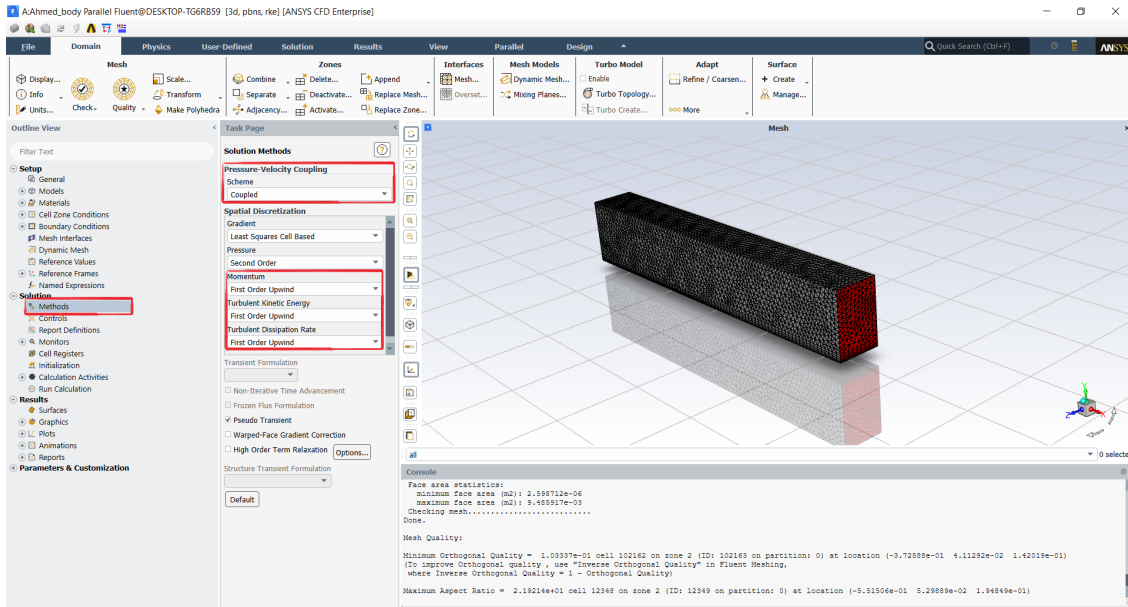 A:Ahmed_body Parallel Fluent@DESKTOP-TG6RB59 [3d, pbns, rke] [ANSYS CFD Enterprise]
File Domain Physics User-Defined Solution Results View Parallel Design Quick Search (Ctrl+F) ANSYS
Mesh Zones Interfaces Mesh Models Turbo Model Adapt Surface
Display... Scale... Combine Delete... Append Mesh... Dynamic Mesh... Enable Refine / Coarsen... + Create
Info Transform Separate Deactivate... Replace Mesh... Overset... Mixing Planes... Turbo Topology... Manage...
Units... Check Quality Make Polyhedra Adjacency... Activate... Replace Zone... Turbo Create... More
Outline View
Filter Text
Setup
General
Models
Materials
Cell Zone Conditions
Boundary Conditions
Mesh Interfaces
Dynamic Mesh
Reference Values
Reference Frames
Named Expressions
Solution
Methods
Controls
Report Definitions
Monitors
Cell Registers
Initialization
Calculation Activities
Run Calculation
Results
Surfaces
Graphics
Plots
Animations
Reports
Parameters & Customization
Task Page
Solution Methods
Pressure-Velocity Coupling
Scheme
Coupled
Spatial Discretization
Gradient
Least Squares Cell Based
Pressure
Second Order
Momentum
First Order Upwind
Turbulent Kinetic Energy
First Order Upwind
Turbulent Dissipation Rate
First Order Upwind
Transient Formulation
Non-Iterative Time Advancement
Frozen Flux Formulation
Pseudo Transient
Warped-Face Gradient Correction
High Order Term Relaxation Options...
Structure Transient Formulation
Default
Mesh
Y
Z X
all 0 selecte
Console
Face area statistics:
minimum face area (m2): 2.598712e-06
maximum face area (m2): 9.485917e-03
Checking mesh..........................
Done.
Mesh Quality:
Minimum Orthogonal Quality = 1.03337e-01 cell 102162 on zone 2 (ID: 102163 on partition: 0) at location (-3.72588e-01 4.11292e-02 1.42019e-01)
(To improve Orthogonal quality , use "Inverse Orthogonal Quality" in Fluent Meshing,
where Inverse Orthogonal Quality = 1 - Orthogonal Quality)
Maximum Aspect Ratio = 2.19214e+01 cell 12348 on zone 2 (ID: 12349 on partition: 0) at location (-5.51506e-01 5.29889e-02 1.94849e-01)